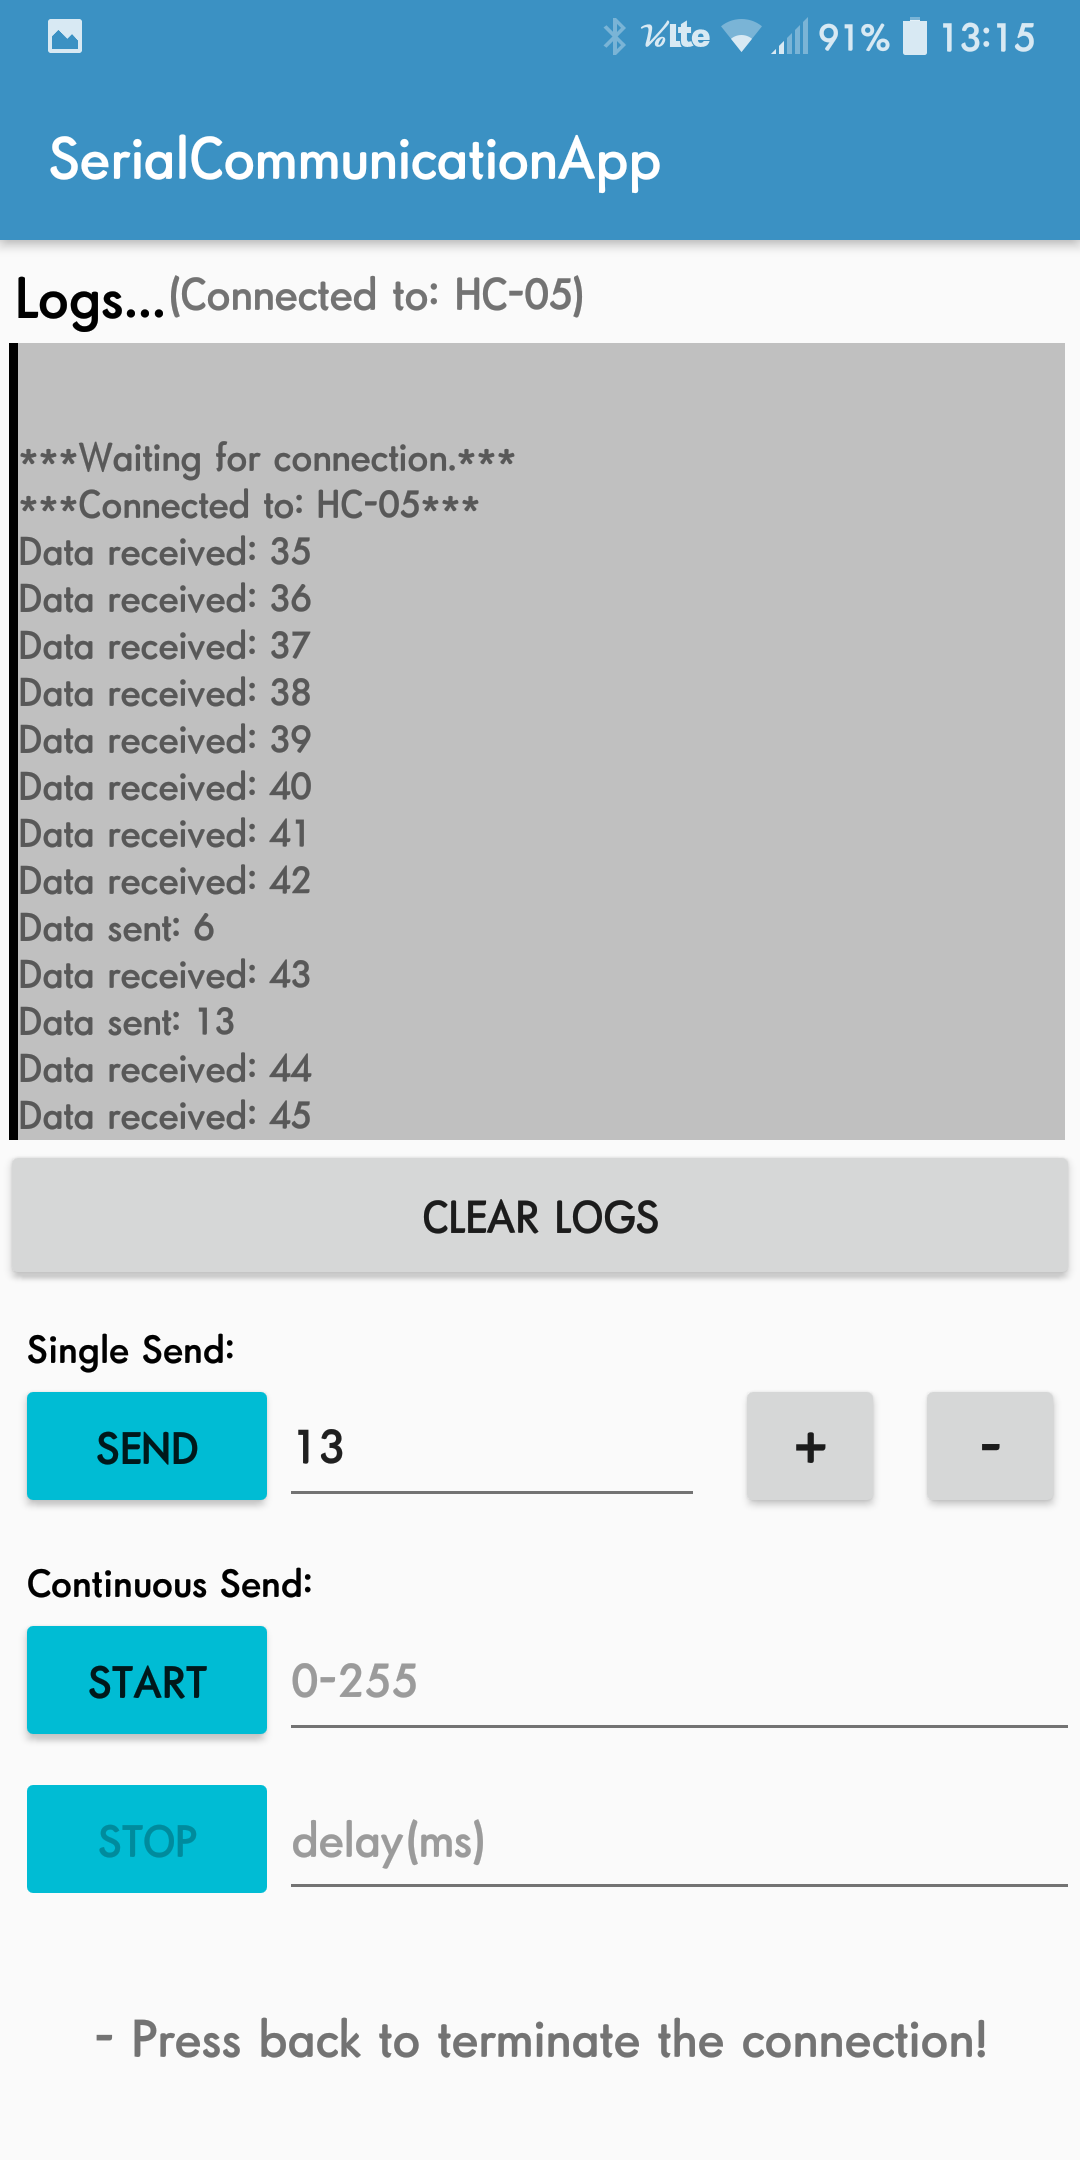 VoLte 91% 13:15
SerialCommunicationApp
Logs...(Connected to: HC-05)
***Waiting for connection.***
***Connected to: HC-05***
Data received: 35
Data received: 36
Data received: 37
Data received: 38
Data received: 39
Data received: 40
Data received: 41
Data received: 42
Data sent: 6
Data received: 43
Data sent: 13
Data received: 44
Data received: 45
CLEAR LOGS
Single Send:
SEND 13 + -
Continuous Send:
START 0-255
STOP delay(ms)
- Press back to terminate the connection!